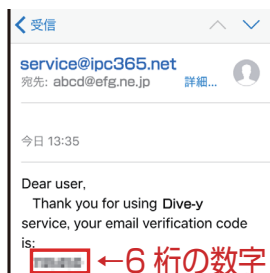 受信
service@ipc365.net
宛先: abcd@efg.ne.jp 詳細...
今日 13:35
Dear user,
Thank you for using Dive-y
service, your email verification code
is:
←6 桁の数字